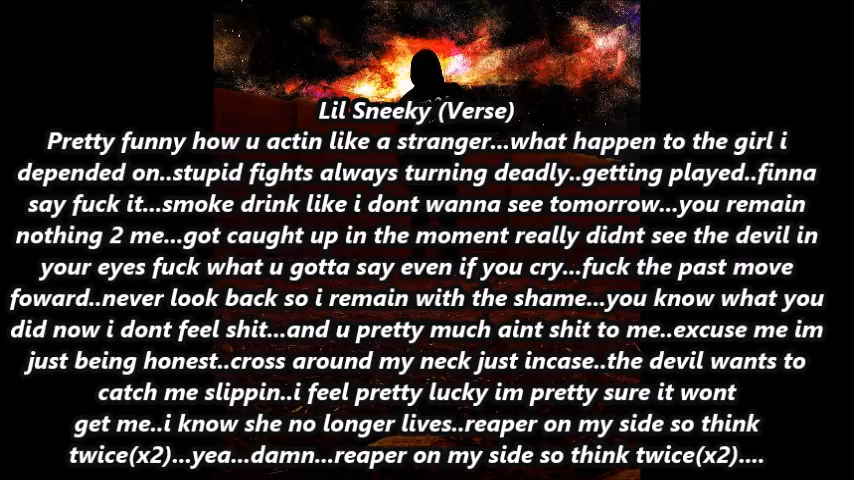 Lil Sneeky (Verse)
Pretty funny how u actin like a stranger...what happen to the girl i
depended on..stupid fights always turning deadly..getting played..finna
say fuck it...smoke drink like i dont wanna see tomorrow...you remain
nothing 2 me...got caught up in the moment really didnt see the devil in
your eyes fuck what u gotta say even if you cry...fuck the past move
foward..never look back so i remain with the shame...you know what you
did now i dont feel shit...and u pretty much aint shit to me..excuse me im
just being honest..cross around my neck just incase..the devil wants to
catch me slippin..i feel pretty lucky im pretty sure it wont
get me..i know she no longer lives..reaper on my side so think
twice(x2)...yea...damn...reaper on my side so think twice(x2)....